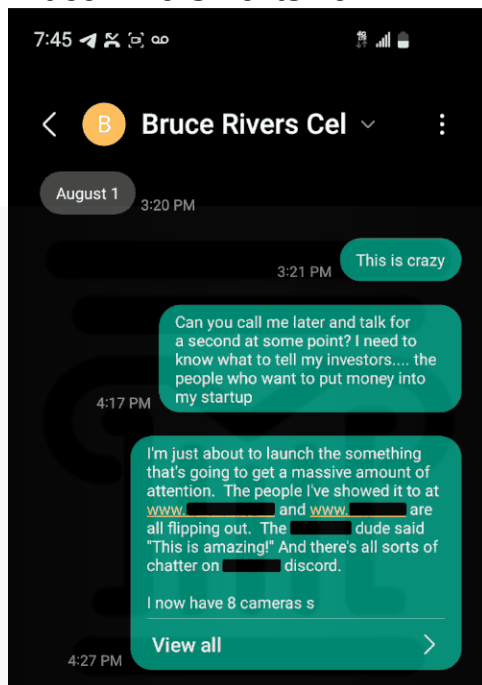 7:45
B Bruce Rivers Cel
August 1 3:20 PM
3:21 PM This is crazy
Can you call me later and talk for
a second at some point? I need to
know what to tell my investors.... the
people who want to put money into
my startup
4:17 PM
I'm just about to launch the something
that's going to get a massive amount of
attention. The people I've showed it to at
www. and www. are
all flipping out. The dude said
"This is amazing!" And there's all sorts of
chatter on discord.
I now have 8 cameras s
View all
4:27 PM